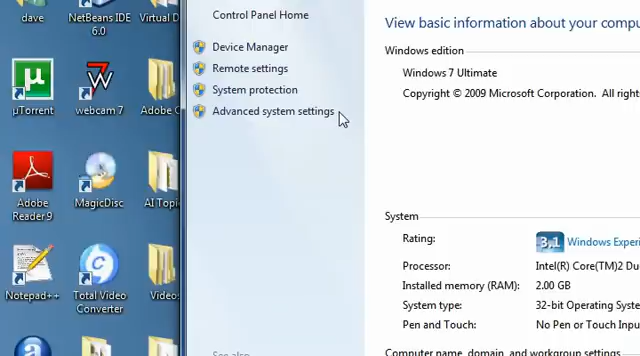 dave
NetBeans IDE
6.0
Virtual D
µTorrent
webcam 7
Adobe C
Adobe
Reader 9
MagicDisc
AI Topi
Notepad++
Total Video
Converter
Videos
Control Panel Home
Device Manager
Remote settings
System protection
Advanced system settings
See also
View basic information about your compu
Windows edition
Windows 7 Ultimate
Copyright © 2009 Microsoft Corporation. All right
System
Rating:
3.1
Windows Experi
Processor:
Intel(R) Core(TM)2 Du
Installed memory (RAM):
2.00 GB
System type:
32-bit Operating Syste
Pen and Touch:
No Pen or Touch Input
Computer name, domain, and workgroup settings